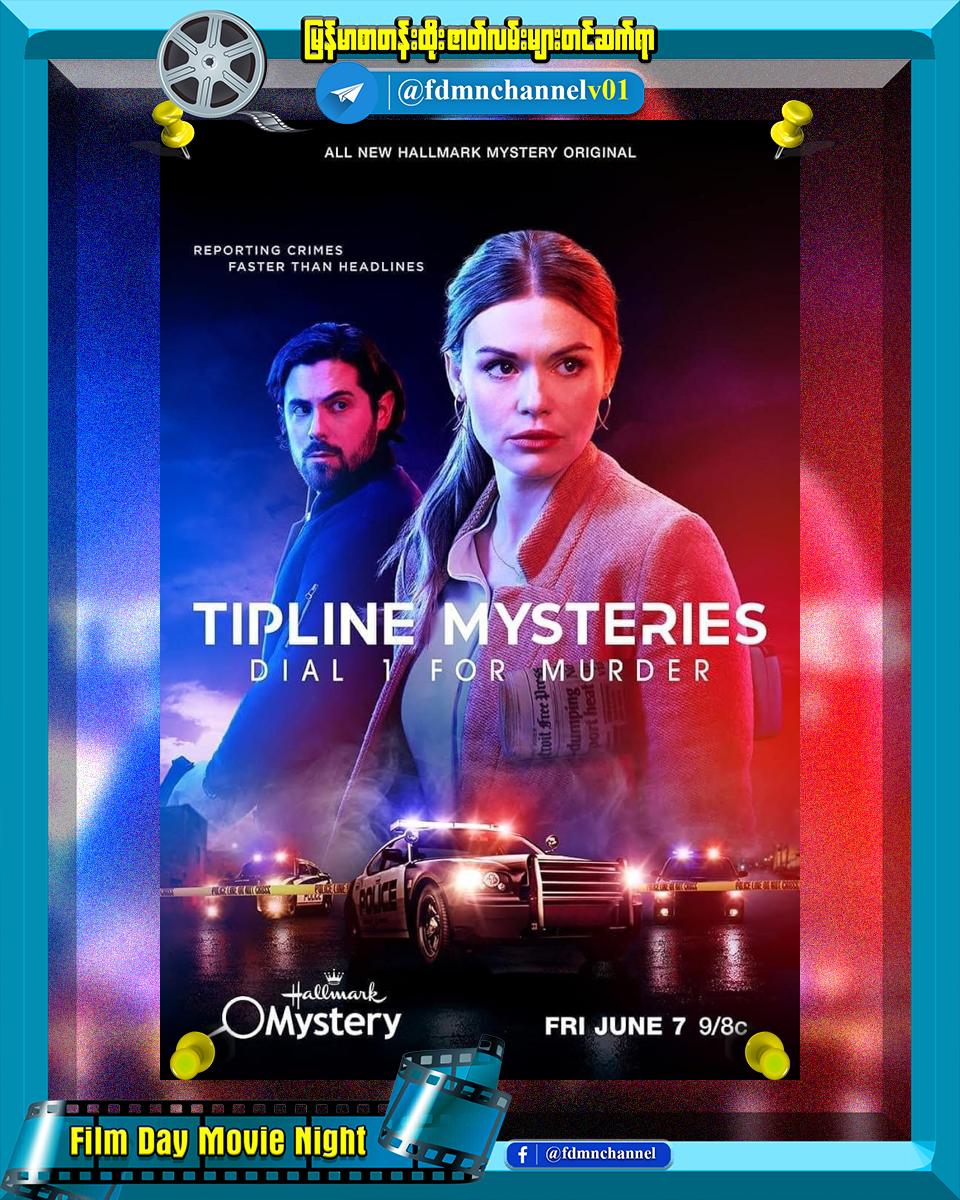 မြန်မာစာတန်းထိုးဇာတ်လမ်းများတင်ဆက်ရာ
@fdmnchannelv01
ALL NEW HALLMARK MYSTERY ORIGINAL
REPORTING CRIMES
FASTER THAN HEADLINES
TIPLINE MYSTERIES
DIAL 1 FOR MURDER
POLICE
Hallmark
Mystery
FRI JUNE 7 9/8c
Film Day Movie Night
@fdmnchannel